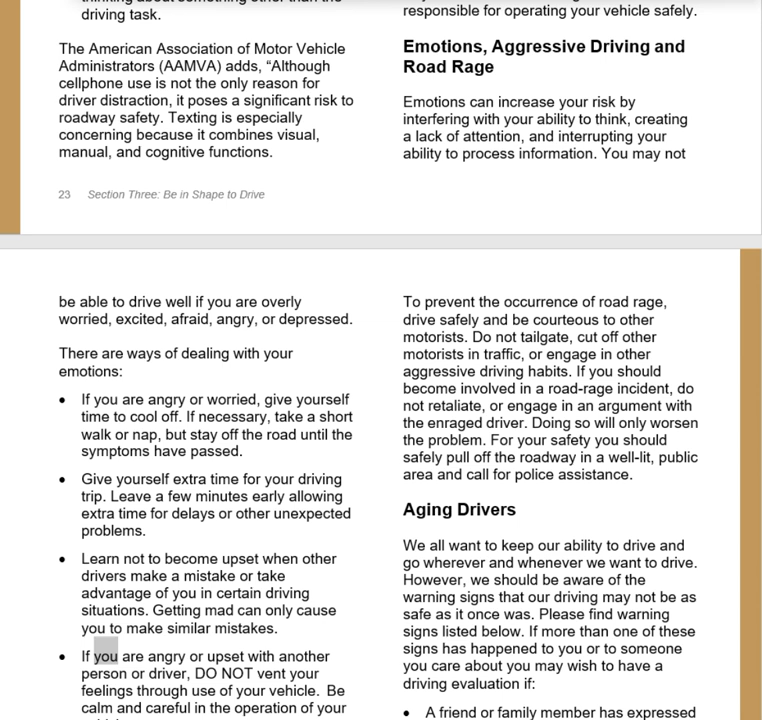 thinking about something other than the
driving task.
The American Association of Motor Vehicle
Administrators (AAMVA) adds, “Although
cellphone use is not the only reason for
driver distraction, it poses a significant risk to
roadway safety. Texting is especially
concerning because it combines visual,
manual, and cognitive functions.
responsible for operating your vehicle safely.
Emotions, Aggressive Driving and
Road Rage
Emotions can increase your risk by
interfering with your ability to think, creating
a lack of attention, and interrupting your
ability to process information. You may not
23 Section Three: Be in Shape to Drive
be able to drive well if you are overly
worried, excited, afraid, angry, or depressed.
There are ways of dealing with your
emotions:
• If you are angry or worried, give yourself
time to cool off. If necessary, take a short
walk or nap, but stay off the road until the
symptoms have passed.
• Give yourself extra time for your driving
trip. Leave a few minutes early allowing
extra time for delays or other unexpected
problems.
• Learn not to become upset when other
drivers make a mistake or take
advantage of you in certain driving
situations. Getting mad can only cause
you to make similar mistakes.
• If you are angry or upset with another
person or driver, DO NOT vent your
feelings through use of your vehicle. Be
calm and careful in the operation of your
To prevent the occurrence of road rage,
drive safely and be courteous to other
motorists. Do not tailgate, cut off other
motorists in traffic, or engage in other
aggressive driving habits. If you should
become involved in a road-rage incident, do
not retaliate, or engage in an argument with
the enraged driver. Doing so will only worsen
the problem. For your safety you should
safely pull off the roadway in a well-lit, public
area and call for police assistance.
Aging Drivers
We all want to keep our ability to drive and
go wherever and whenever we want to drive.
However, we should be aware of the
warning signs that our driving may not be as
safe as it once was. Please find warning
signs listed below. If more than one of these
signs has happened to you or to someone
you care about you may wish to have a
driving evaluation if:
• A friend or family member has expressed